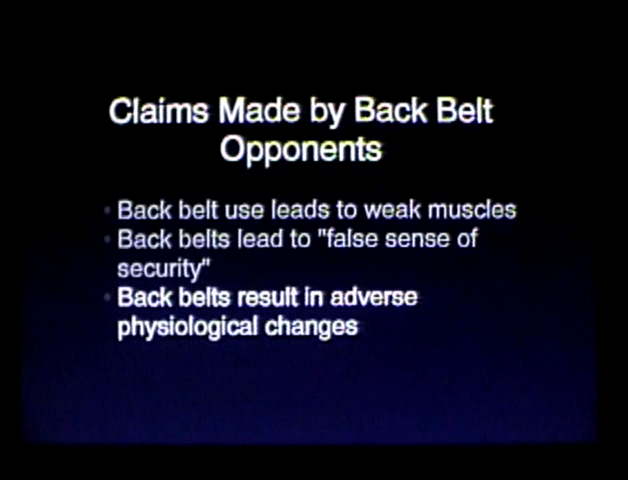 Claims Made by Back Belt
Opponents
• Back belt use leads to weak muscles
• Back belts lead to "false sense of
security"
• Back belts result in adverse
physiological changes